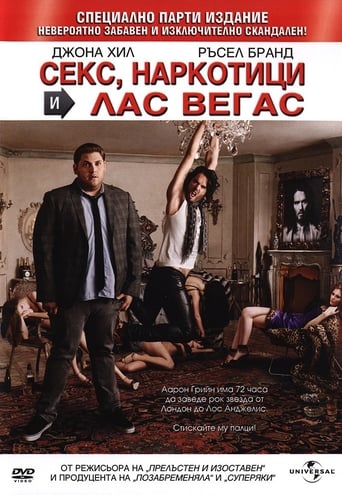 СПЕЦИАЛНО ПАРТИ ИЗДАНИЕ
НЕВЕРОЯТНО ЗАБАВЕН И ИЗКЛЮЧИТЕЛНО СКАНДАЛЕН!
ДЖОНА ХИЛ РЪСЕЛ БРАНД
СЕКС, НАРКОТИЦИ
И ЛАС ВЕГАС
Аарон Грийн има 72 часа
да заведе рок звезда от
Лондон до Лос Анджелис.
Стискайте му палци!
DVD
VIDEO
ОТ РЕЖИСЬОРА НА „ПРЕЛЪСТЕН И ИЗОСТАВЕН"
И ПРОДУЦЕНТА НА „ПОЗАБРЕМЕНЯЛА" И „СУПЕРЯКИ"
UNIVERSAL